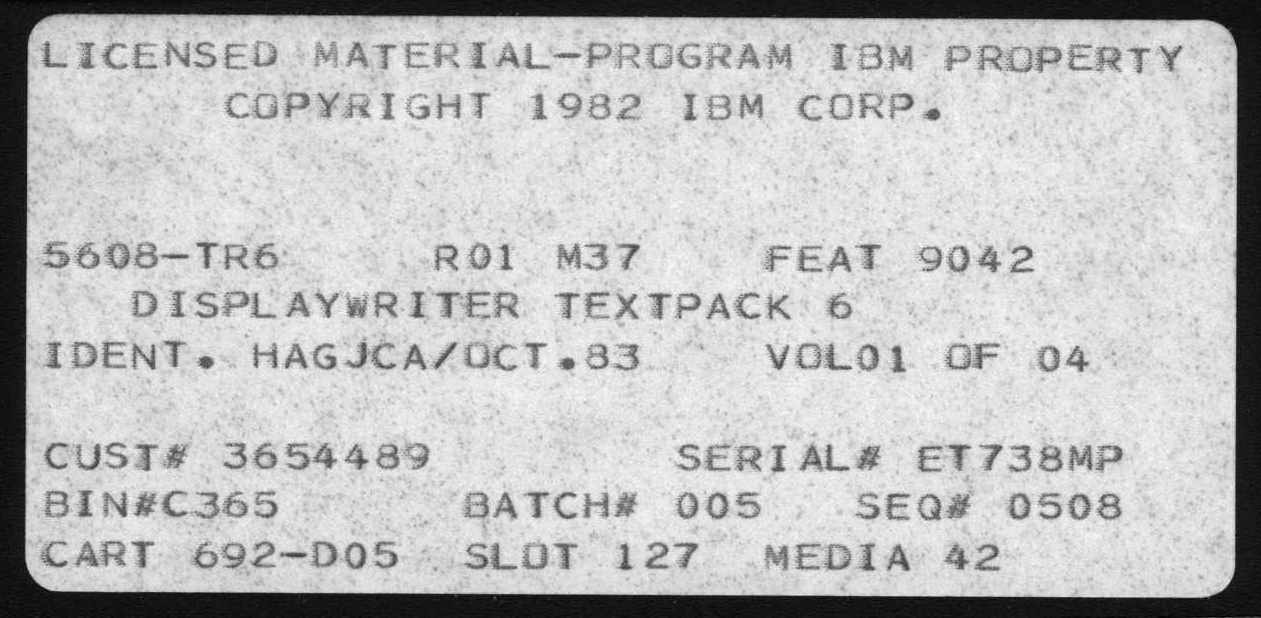 LICENSED MATERIAL-PROGRAM IBM PROPERTY
COPYRIGHT 1982 IBM CORP.
5608-TR6 R01 M37 FEAT 9042
DISPLAYWRITER TEXTPACK 6
IDENT. HAGJCA/OCT.83 VOL01 OF 04
CUST# 3654489 SERIAL# ET738MP
BIN#C365 BATCH# 005 SEQ# 0508
CART 692-D05 SLOT 127 MEDIA 42